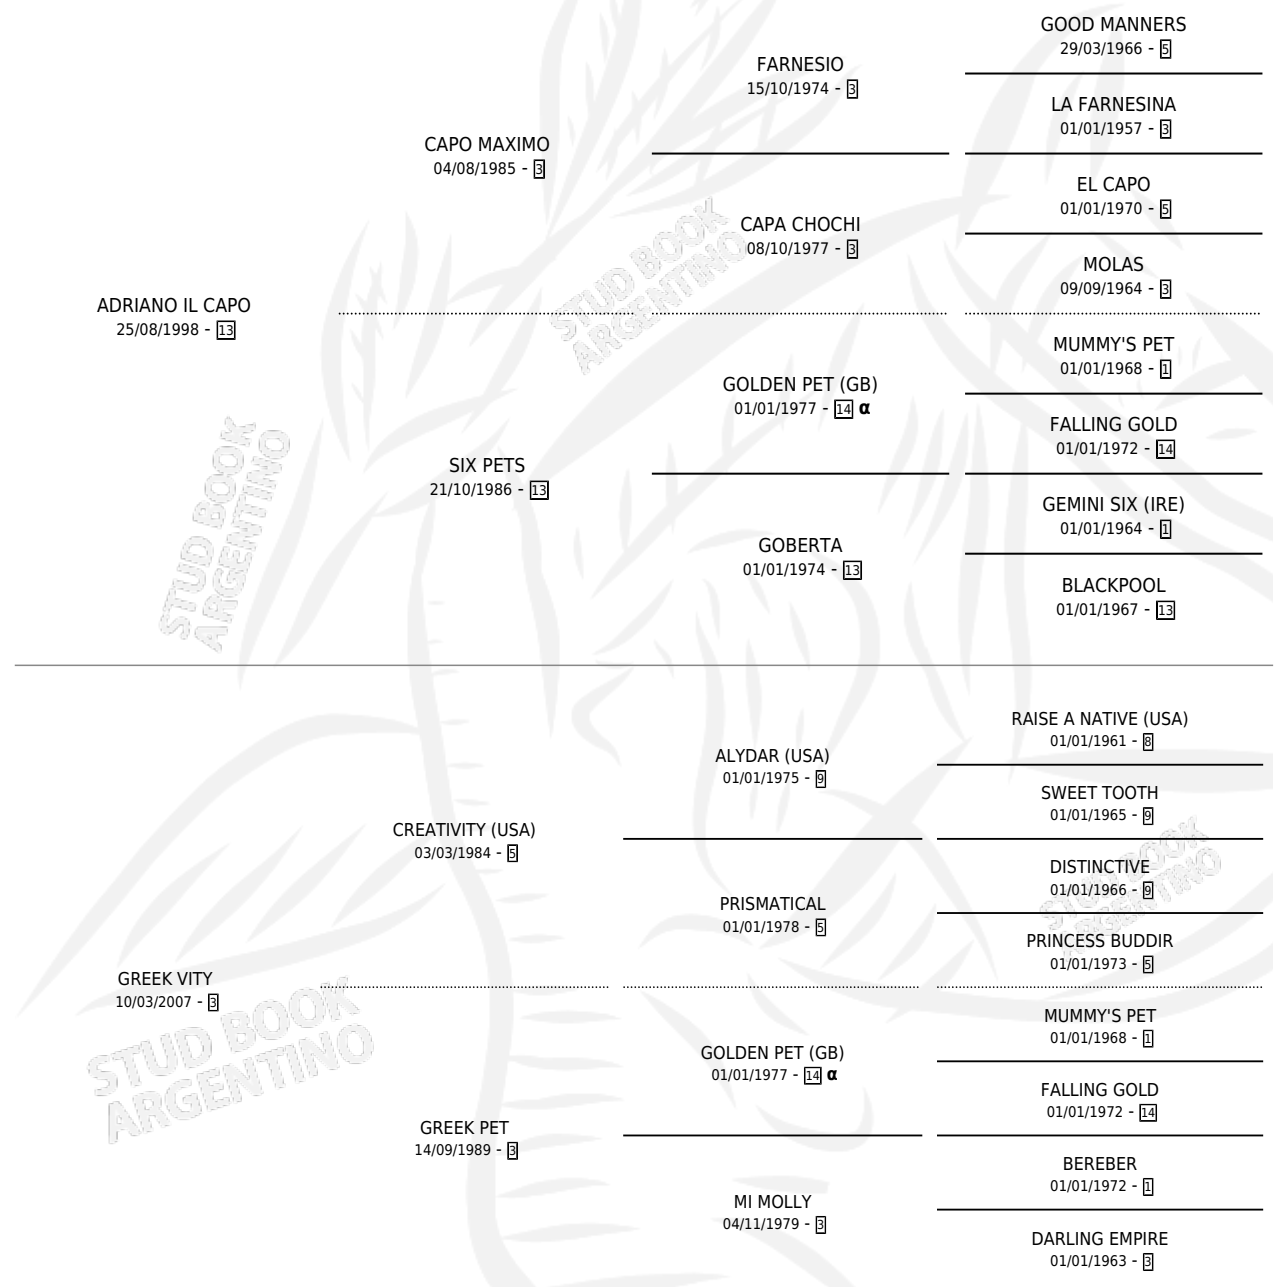 GOOD MANNERS
29/03/1966 - 5
FARNESIO
15/10/1974 - 3
LA FARNESINA
01/01/1957 - 3
CAPO MAXIMO
04/08/1985 - 3
EL CAPO
01/01/1970 - 5
CAPA CHOCHI
08/10/1977 - 3
MOLAS
09/09/1964 - 3
ADRIANO IL CAPO
25/08/1998 - 13
MUMMY'S PET
01/01/1968 - 1
GOLDEN PET (GB)
01/01/1977 - 14 α
FALLING GOLD
01/01/1972 - 14
SIX PETS
21/10/1986 - 13
GEMINI SIX (IRE)
01/01/1964 - 1
GOBERTA
01/01/1974 - 13
BLACKPOOL
01/01/1967 - 13
RAISE A NATIVE (USA)
01/01/1961 - 8
ALYDAR (USA)
01/01/1975 - 9
SWEET TOOTH
01/01/1965 - 9
CREATIVITY (USA)
03/03/1984 - 5
DISTINCTIVE
01/01/1966 - 9
PRISMATICAL
01/01/1978 - 5
PRINCESS BUDDIR
01/01/1973 - 5
GREEK VITY
10/03/2007 - 3
MUMMY'S PET
01/01/1968 - 1
GOLDEN PET (GB)
01/01/1977 - 14 α
FALLING GOLD
01/01/1972 - 14
GREEK PET
14/09/1989 - 3
BEREBER
01/01/1972 - 1
MI MOLLY
04/11/1979 - 3
DARLING EMPIRE
01/01/1963 - 3
STUD BOOK
ARGENTINO
STUD BOOK
ARGENTINO
STUD BOOK
ARGENTINO
STUD BOOK
ARGENTINO